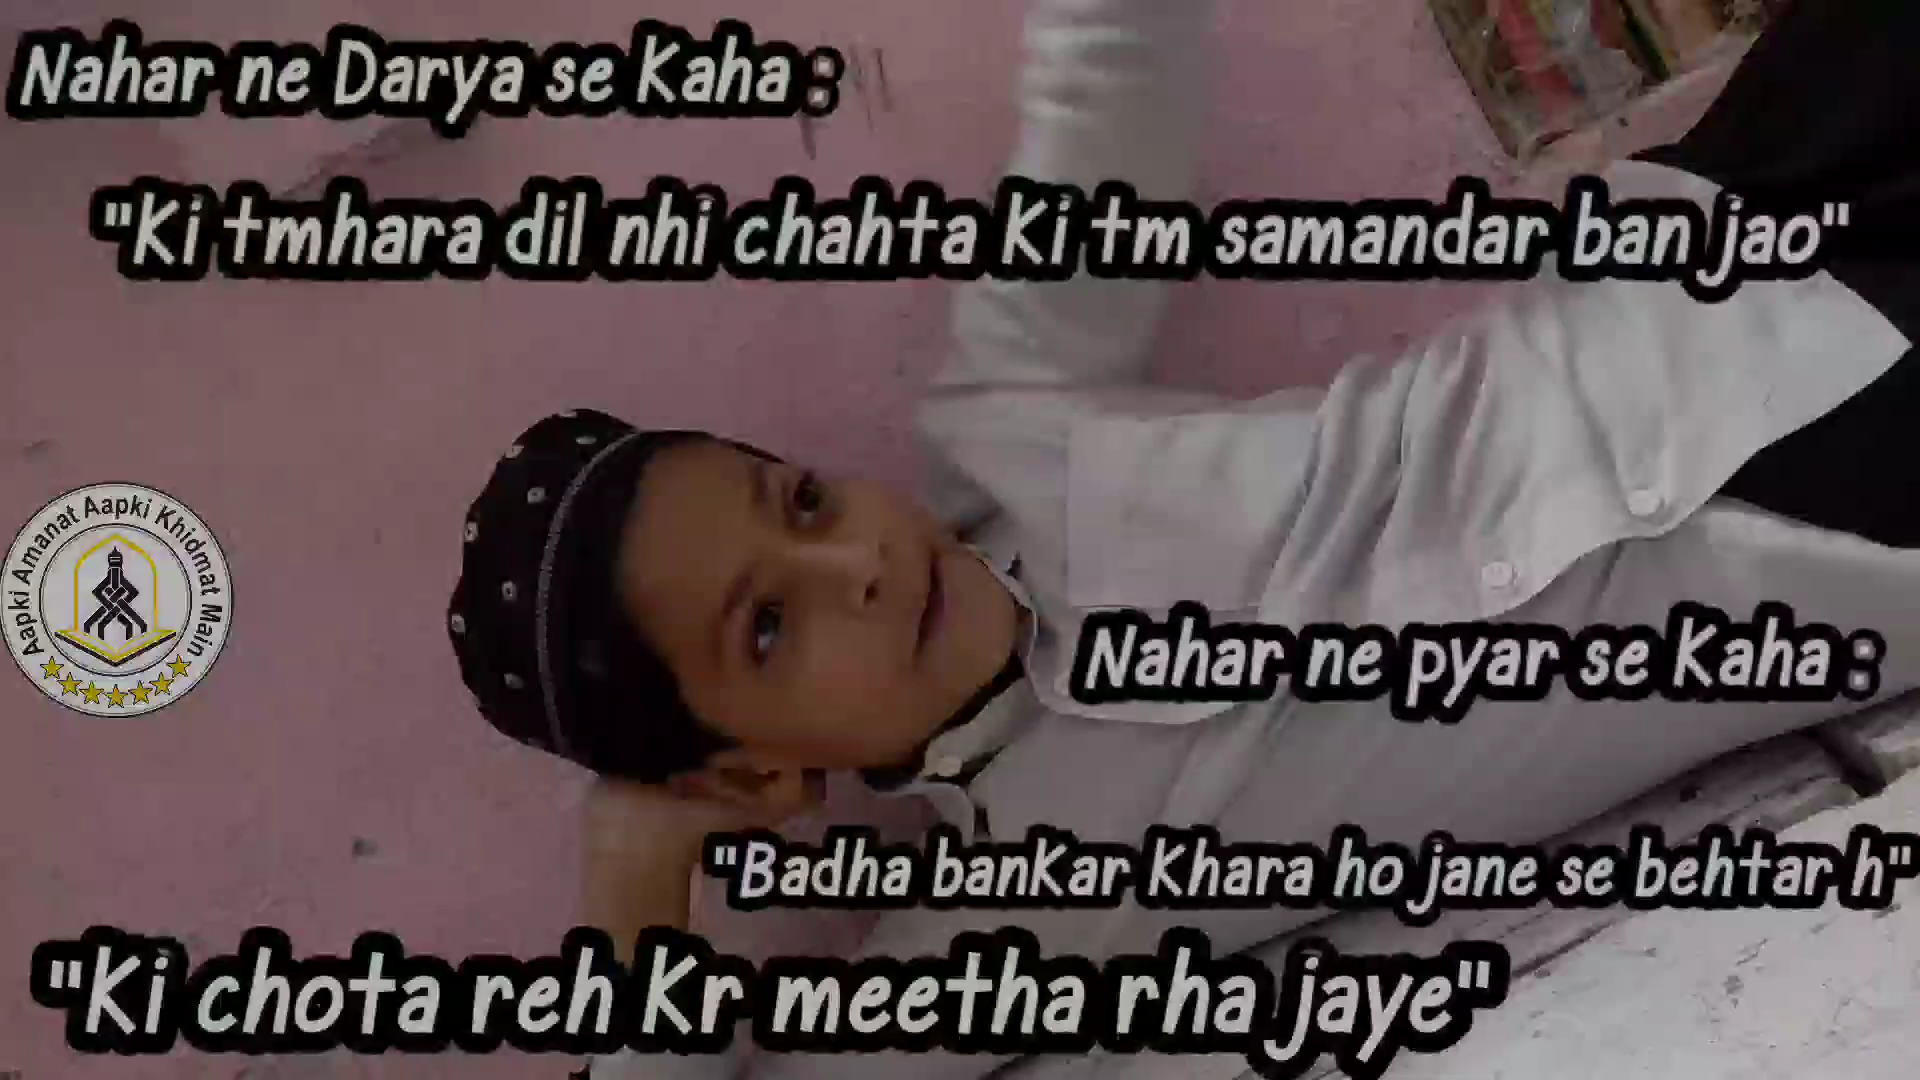 Nahar ne Darya se Kaha :
"Ki tmhara dil nhi chahta Ki tm samandar ban jao"
Aapki Amanat Aapki Khidmat Main
Nahar ne pyar se Kaha :
"Badha banKar Khara ho jane se behtar h"
"Ki chota reh Kr meetha rha jaye"